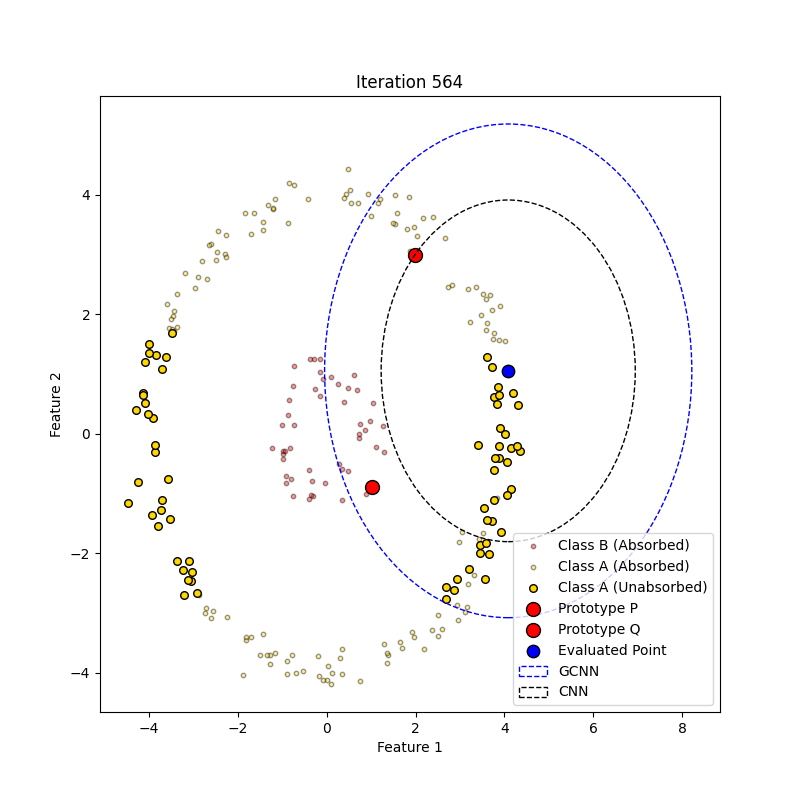 Iteration 564
4
2
0
−2
−4
Feature 2
Class B (Absorbed)
Class A (Absorbed)
Class A (Unabsorbed)
Prototype P
Prototype Q
Evaluated Point
GCNN
CNN
−4 −2 0 2 4 6 8
Feature 1